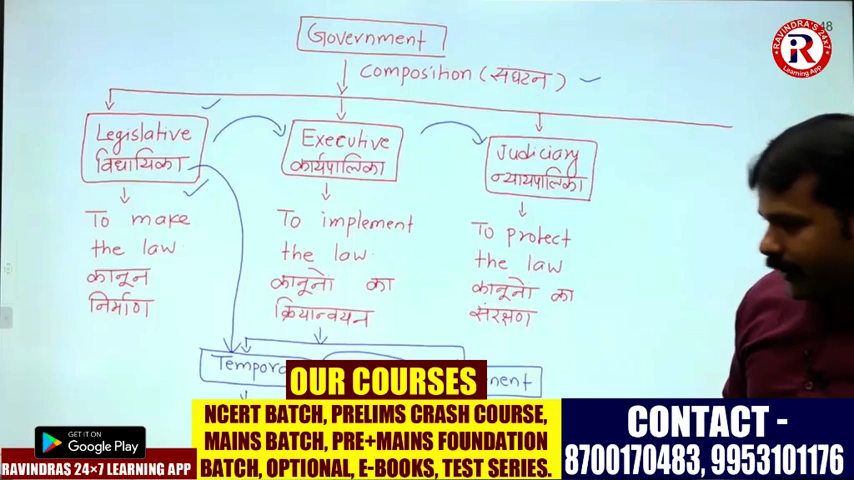 Government
Composition (संघटन)
Legislative
विधायिका
To make
the law
कानून
निर्माण
Executive
कार्यपालिका
To implement
the law
कानूनो का
क्रियान्वयन
Judiciary
न्यायपालिका
To protect
the law
कानूनो का
संरक्षण
RAVINDRA'S 24x7
iR
Learning App
48
OUR COURSES
NCERT BATCH, PRELIMS CRASH COURSE,
MAINS BATCH, PRE+MAINS FOUNDATION
BATCH, OPTIONAL, E-BOOKS, TEST SERIES.
CONTACT -
8700170483, 9953101176
GET IT ON
Google Play
RAVINDRAS 24×7 LEARNING APP